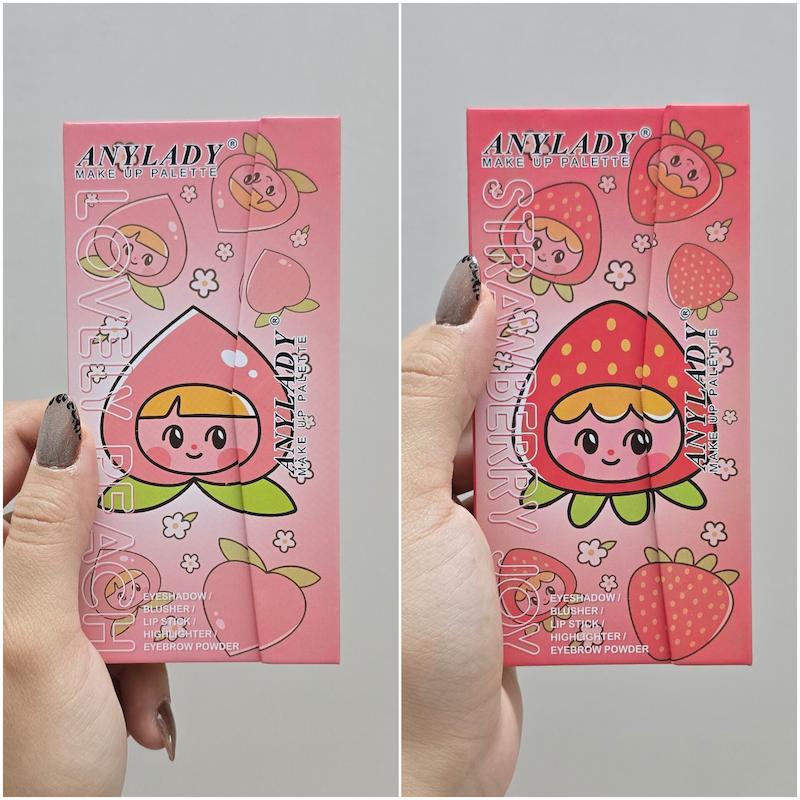 ANYLADY®
MAKE UP PALETTE
LOVELY PEACH
ANYLADY®
MAKE UP PALETTE
EYESHADOW /
BLUSHER /
LIP STICK /
HIGHLIGHTER /
EYEBROW POWDER
ANYLADY®
MAKE UP PALETTE
STRAWBERRY JOY
ANYLADY®
MAKE UP PALETTE
EYESHADOW /
BLUSHER /
LIP STICK /
HIGHLIGHTER /
EYEBROW POWDER